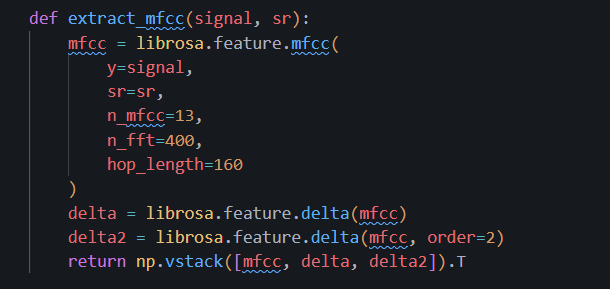 def extract_mfcc(signal, sr):
    mfcc = librosa.feature.mfcc(
        y=signal,
        sr=sr,
        n_mfcc=13,
        n_fft=400,
        hop_length=160
    )
    delta = librosa.feature.delta(mfcc)
    delta2 = librosa.feature.delta(mfcc, order=2)
    return np.vstack([mfcc, delta, delta2]).T